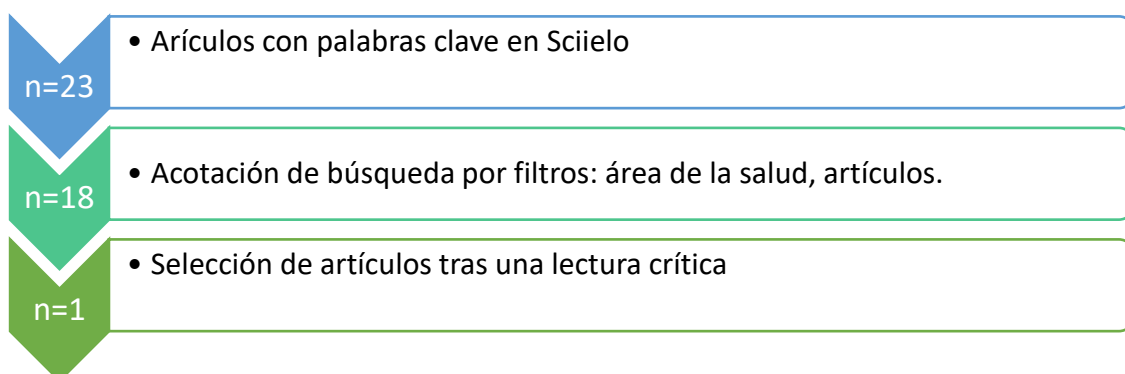 n=23
• Arículos con palabras clave en Sciielo
n=18
• Acotación de búsqueda por filtros: área de la salud, artículos.
n=1
• Selección de artículos tras una lectura crítica